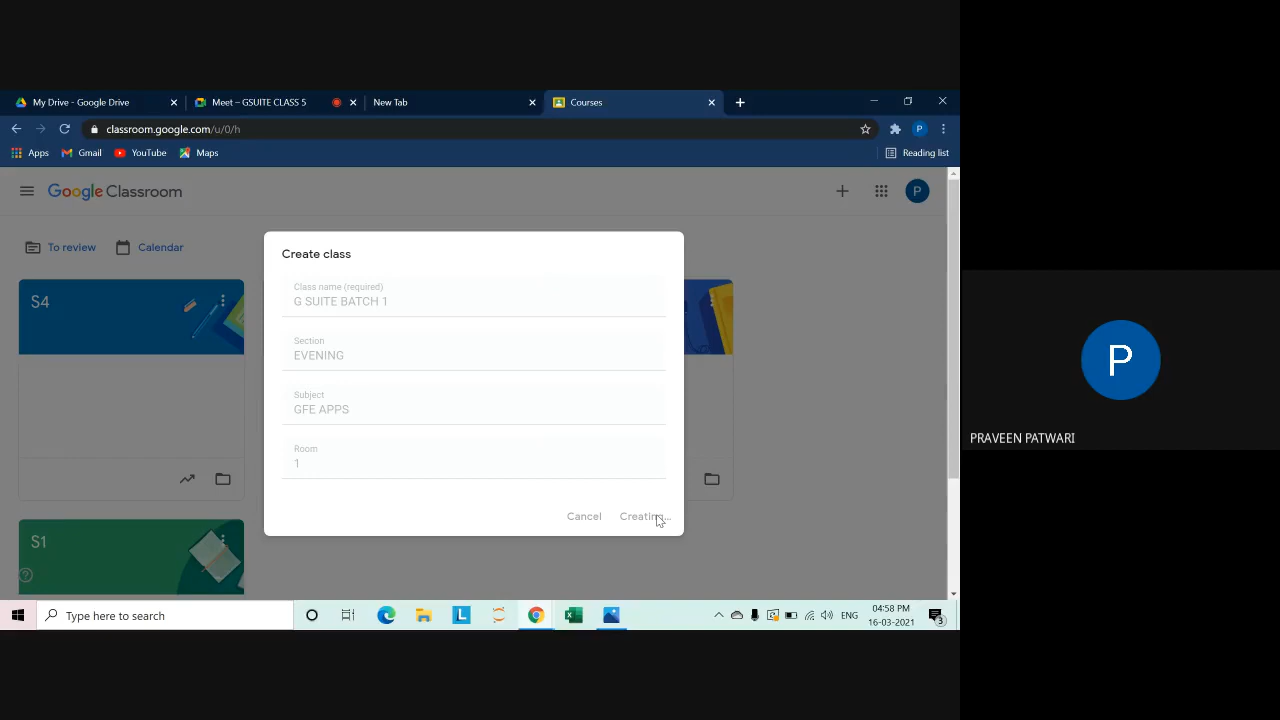 My Drive - Google Drive
Meet – GSUITE CLASS 5
New Tab
Courses
classroom.google.com/u/0/h
P
Apps
Gmail
YouTube
Maps
Reading list
Google Classroom
P
To review
Calendar
S4
Create class
Class name (required)
G SUITE BATCH 1
Section
EVENING
Subject
GFE APPS
Room
1
Cancel
Creating...
S1
P
PRAVEEN PATWARI
Type here to search
L
ENG
04:58 PM
16-03-2021
3